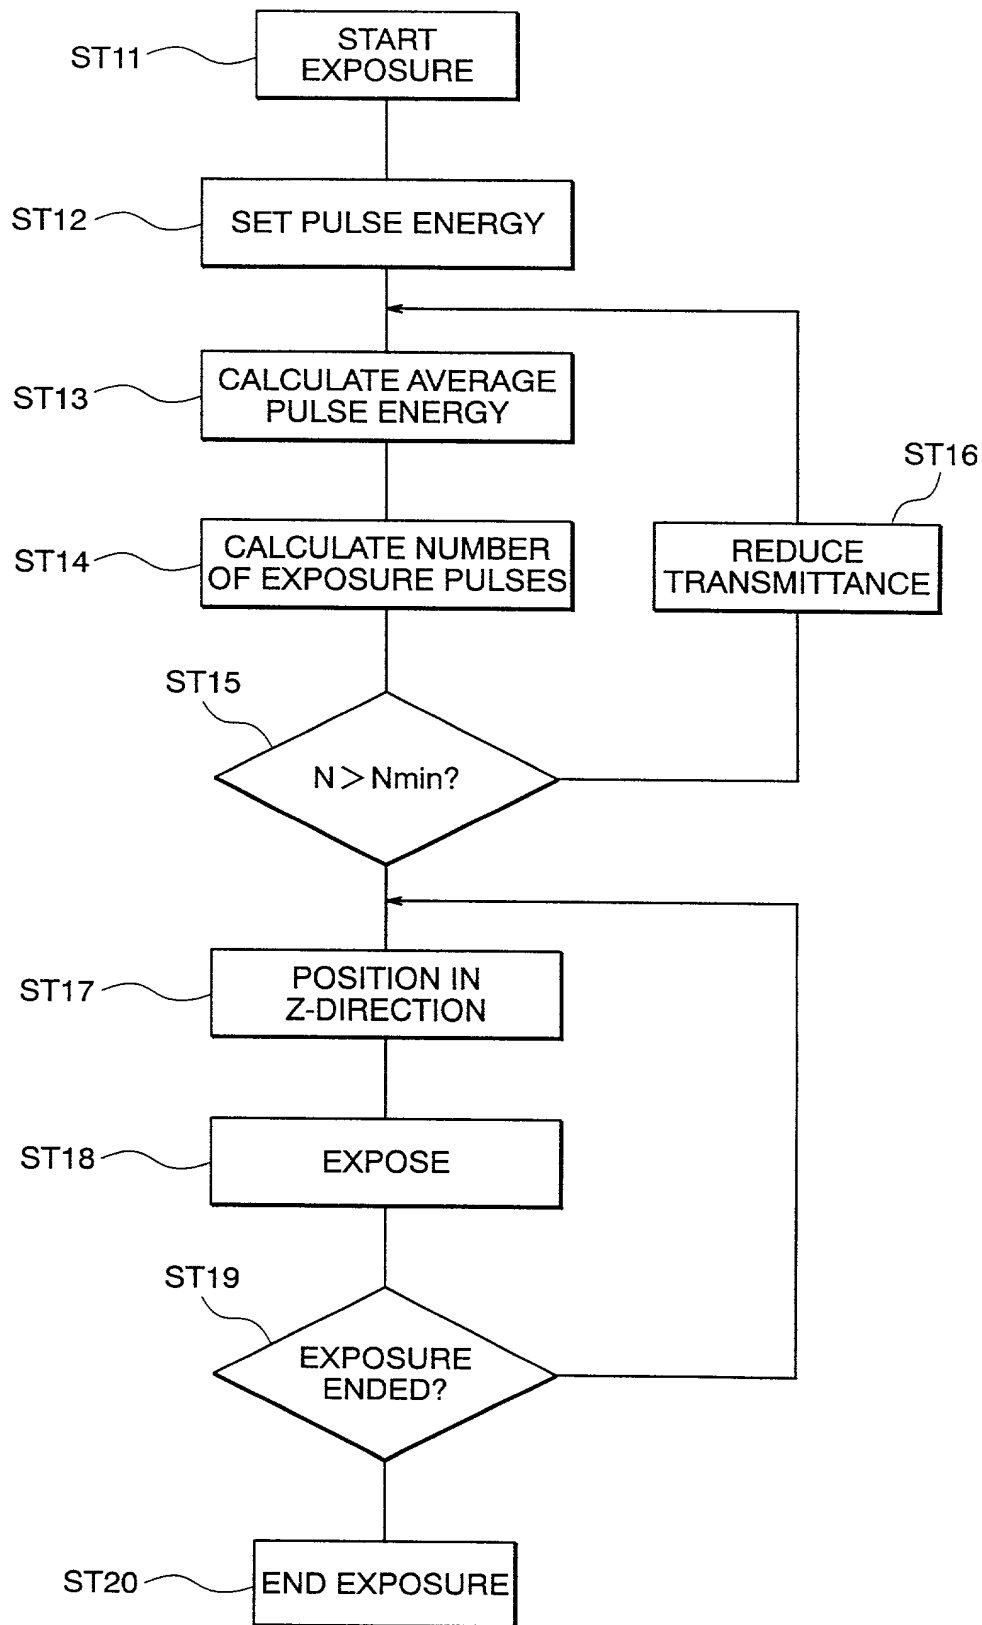 ST11
START
EXPOSURE
ST12
SET PULSE ENERGY
ST13
CALCULATE AVERAGE
PULSE ENERGY
ST14
CALCULATE NUMBER
OF EXPOSURE PULSES
ST16
REDUCE
TRANSMITTANCE
ST15
N > Nmin?
ST17
POSITION IN
Z-DIRECTION
ST18
EXPOSE
ST19
EXPOSURE
ENDED?
ST20
END EXPOSURE